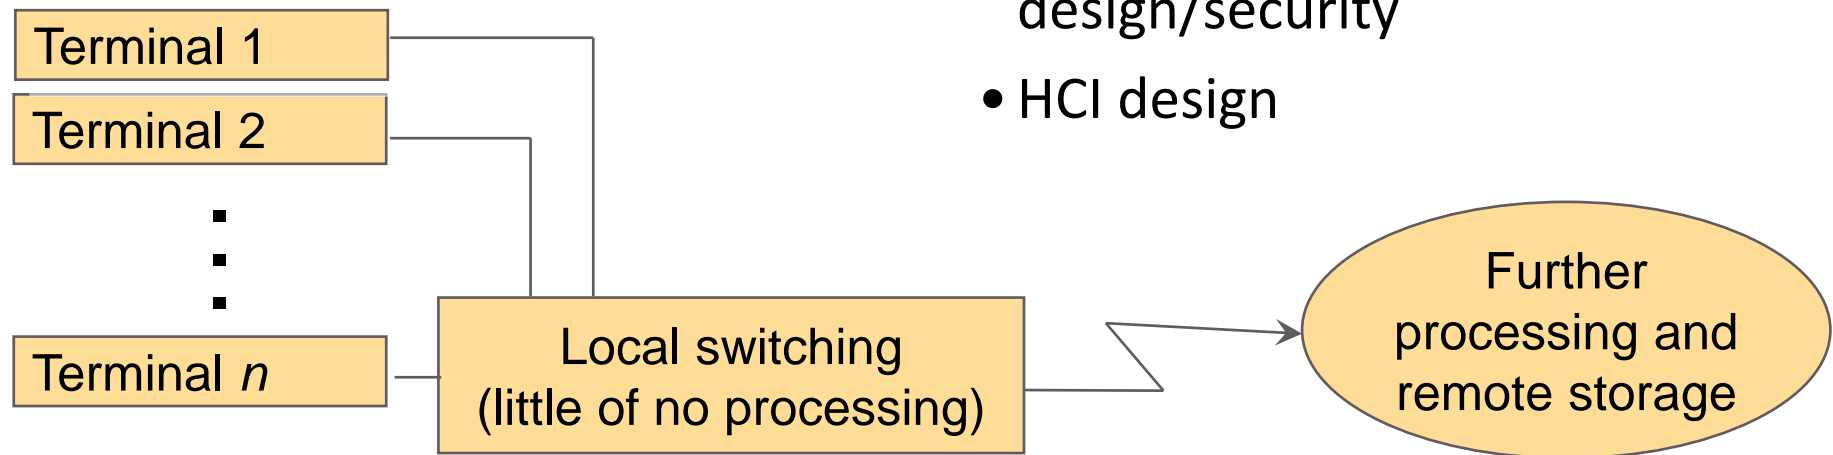 design/security
• HCI design
Terminal 1
Terminal 2
Terminal n
Local switching
(little of no processing)
Further
processing and
remote storage